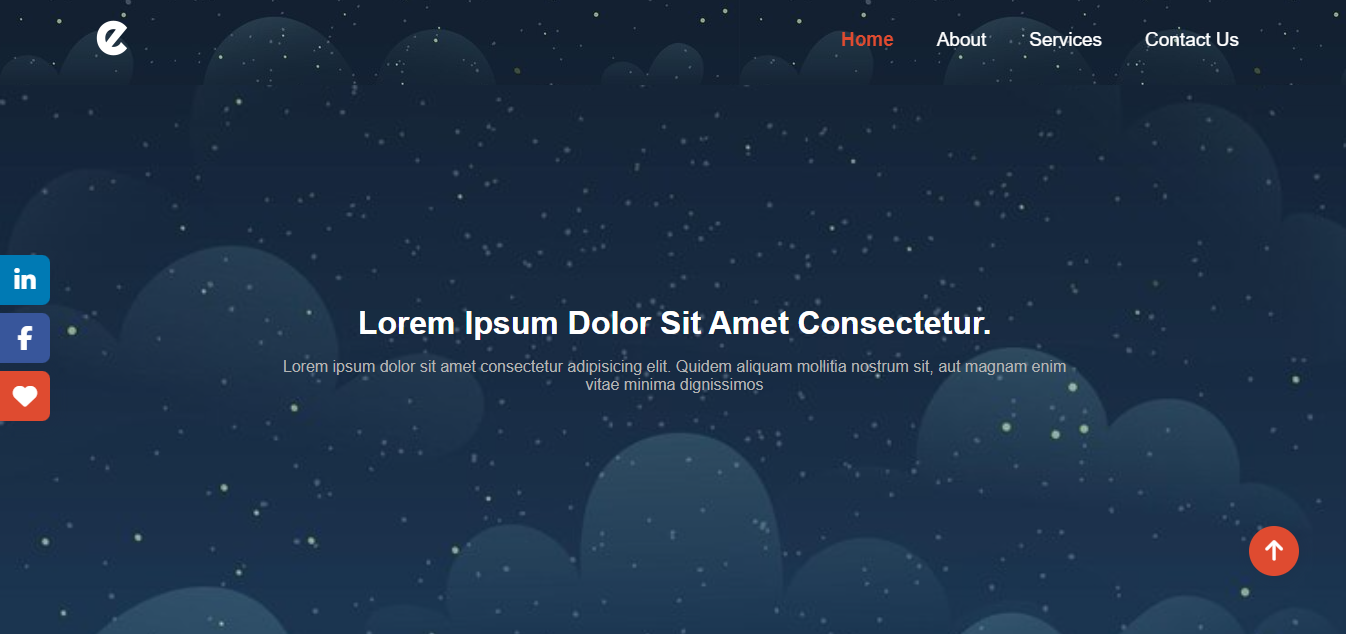 Home About Services Contact Us
in
f
Lorem Ipsum Dolor Sit Amet Consectetur.
Lorem ipsum dolor sit amet consectetur adipisicing elit. Quidem aliquam mollitia nostrum sit, aut magnam enim
vitae minima dignissimos